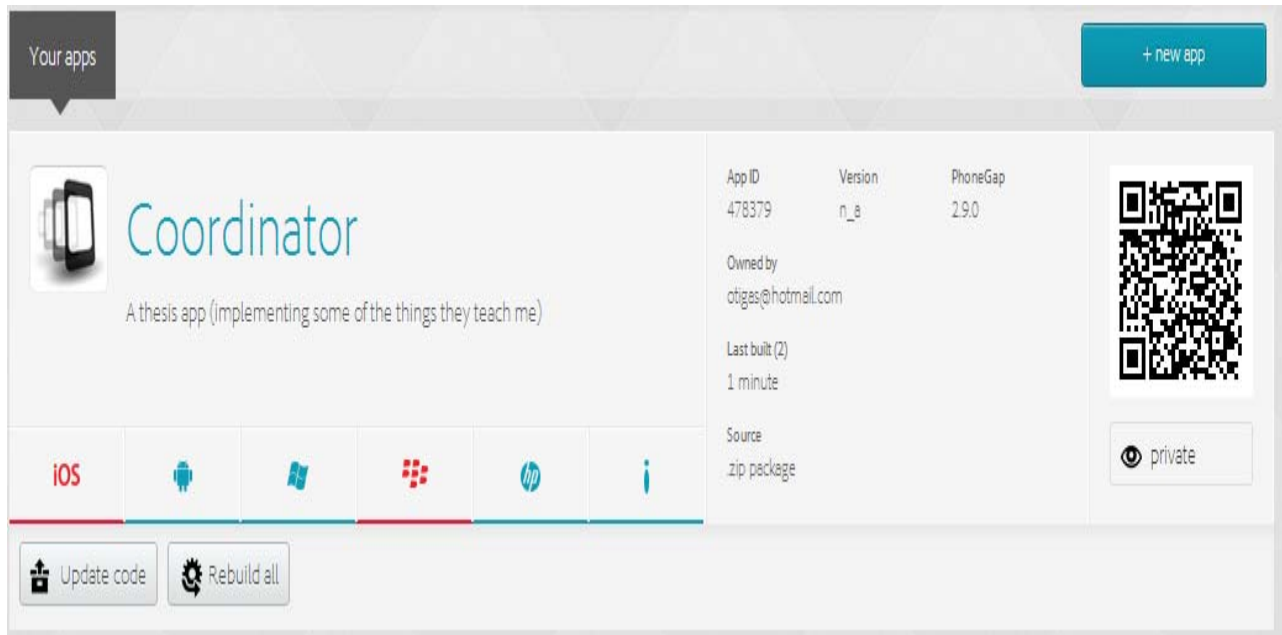 Your apps
+ new app
Coordinator
A thesis app (implementing some of the things they teach me)
App ID Version PhoneGap
478379 n_a 2.9.0
Owned by
otigas@hotmail.com
Last built (2)
1 minute
Source
.zip package
iOS
hp
private
Update code Rebuild all